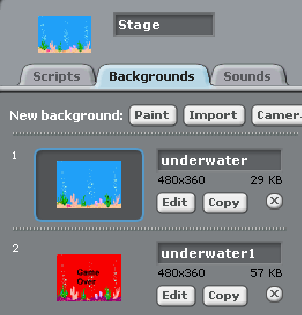 Stage
Scripts Backgrounds Sounds
New background: Paint Import Camer
1
underwater
480x360 29 KB
Edit Copy X
2
Game
Over
underwater1
480x360 57 KB
Edit Copy X